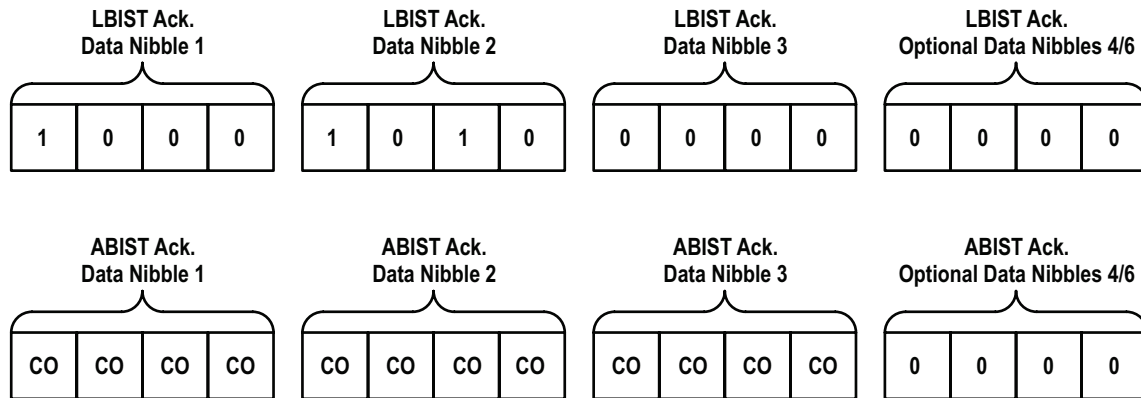 LBIST Ack. LBIST Ack. LBIST Ack. LBIST Ack.
Data Nibble 1 Data Nibble 2 Data Nibble 3 Optional Data Nibbles 4/6
1 0 0 0 1 0 1 0 0 0 0 0 0 0 0 0
ABIST Ack. ABIST Ack. ABIST Ack. ABIST Ack.
Data Nibble 1 Data Nibble 2 Data Nibble 3 Optional Data Nibbles 4/6
CO CO CO CO CO CO CO CO CO CO CO CO 0 0 0 0